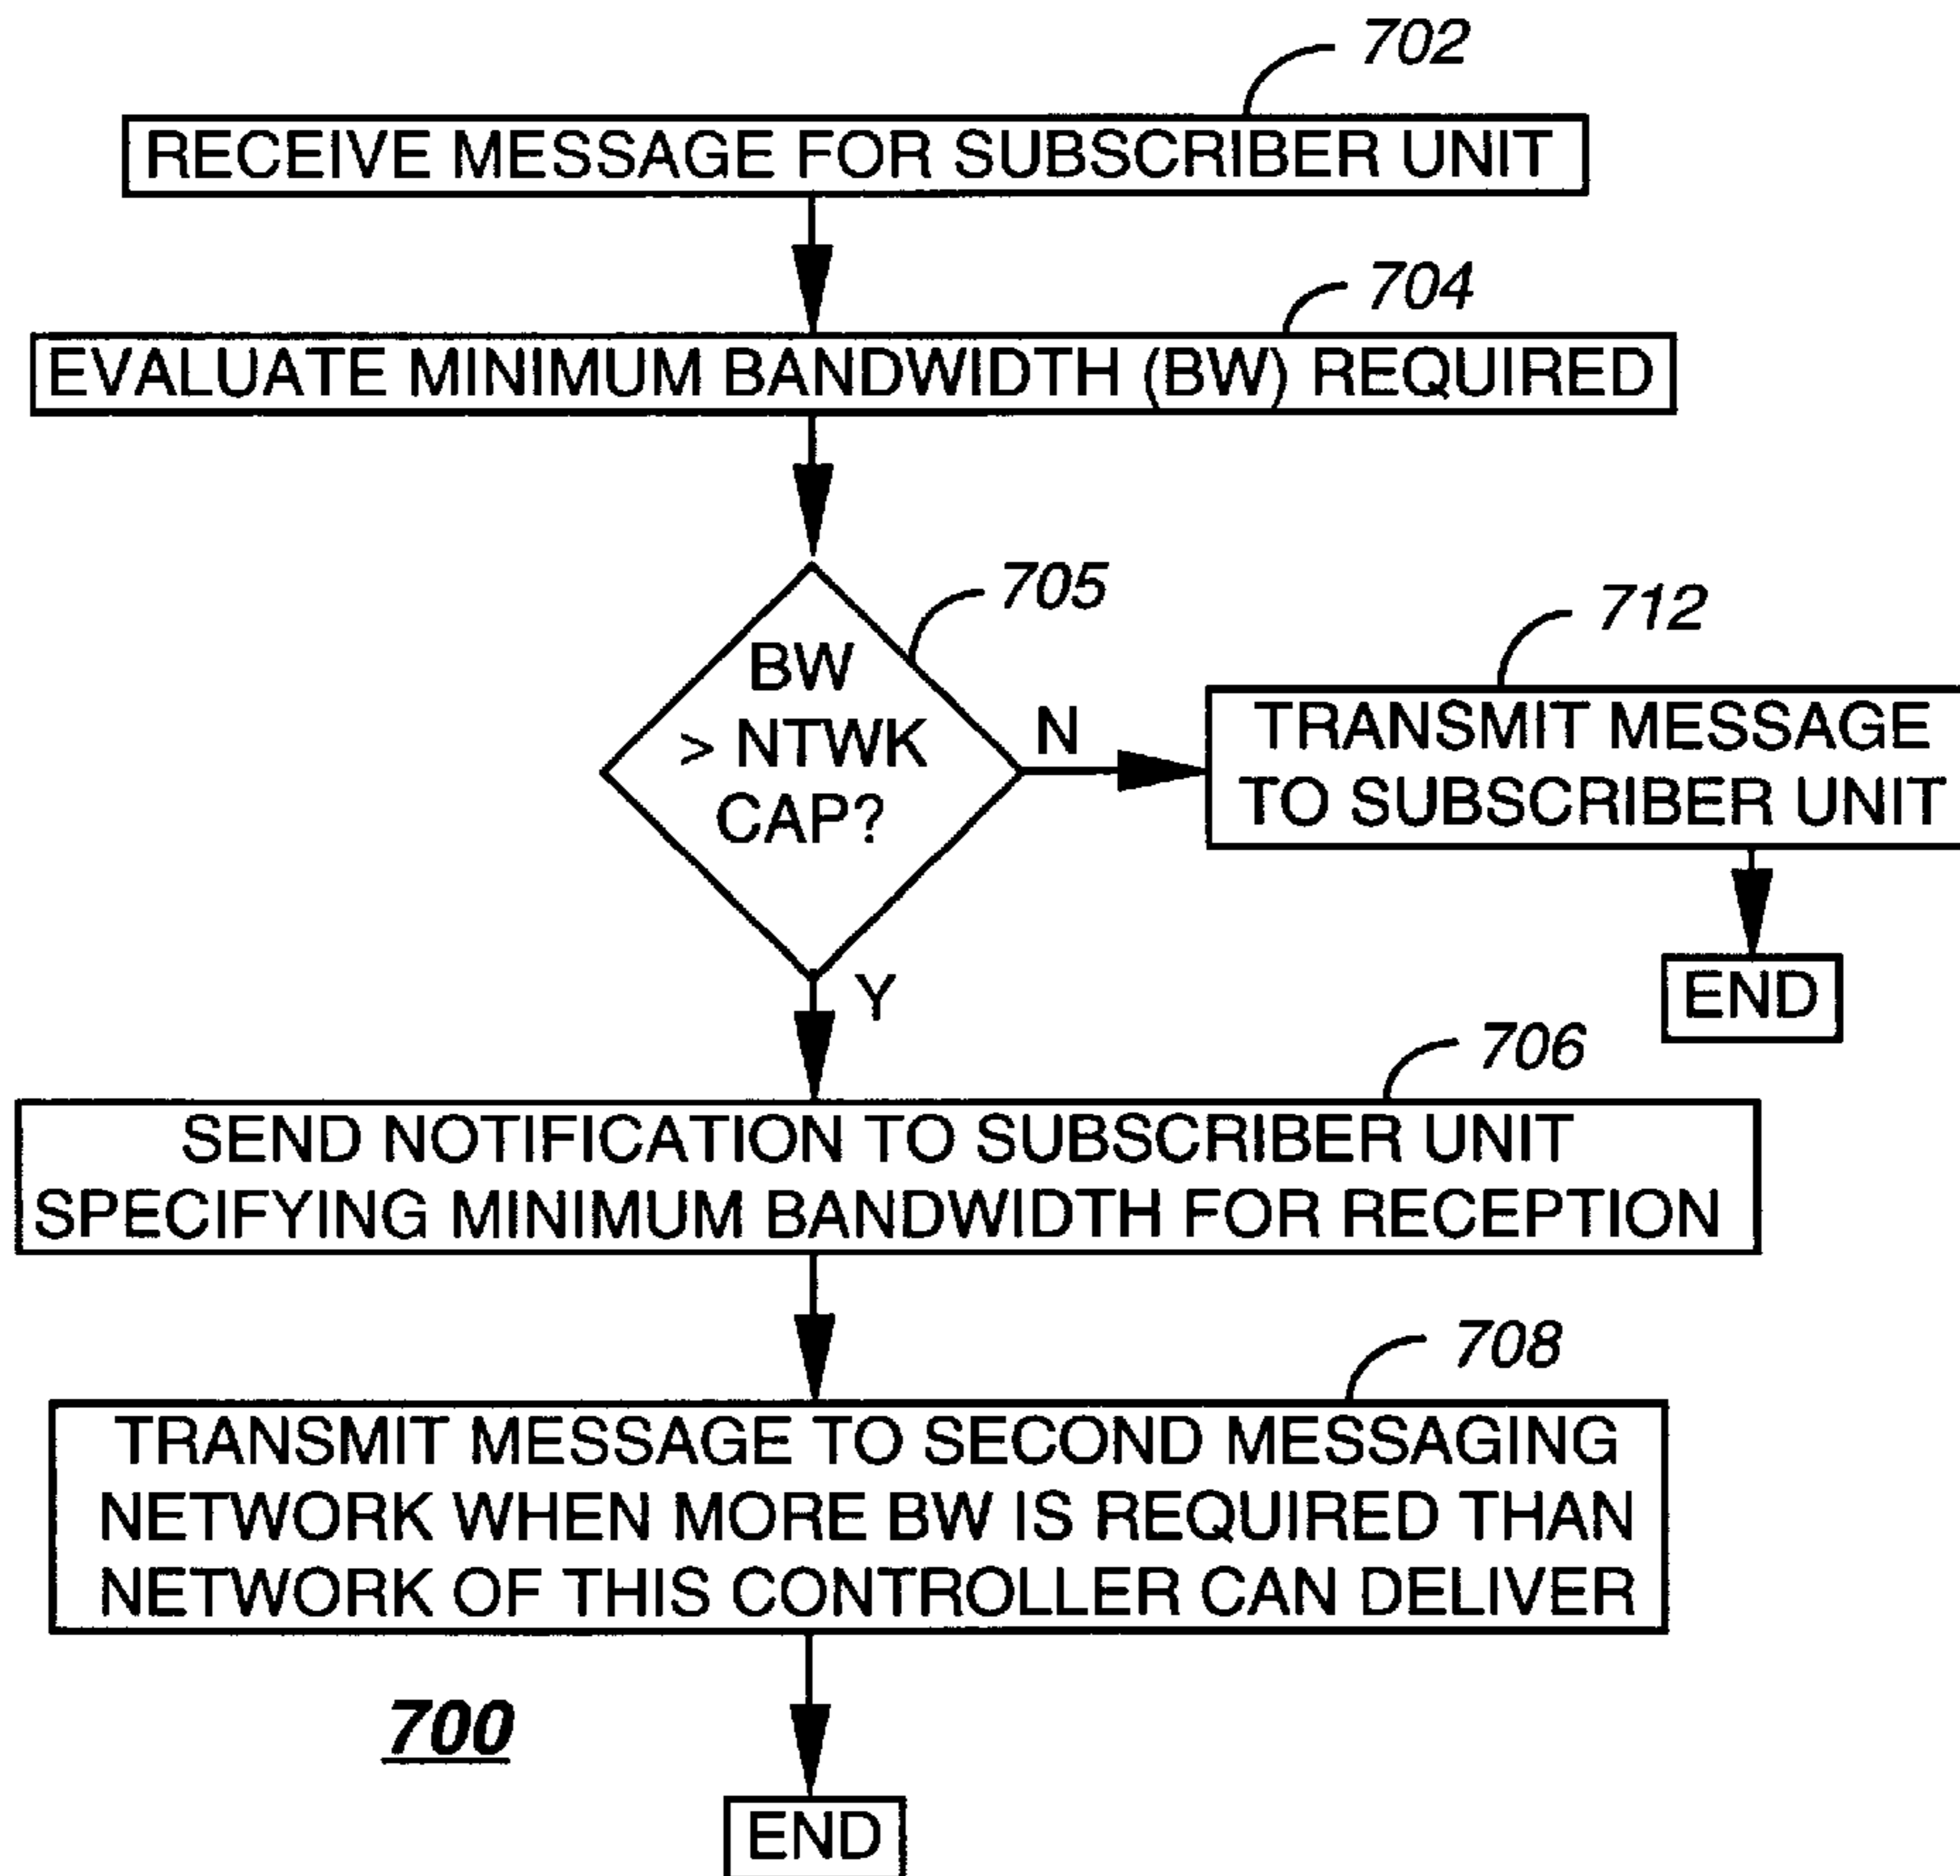 702
RECEIVE MESSAGE FOR SUBSCRIBER UNIT
704
EVALUATE MINIMUM BANDWIDTH (BW) REQUIRED
705
BW
> NTWK
CAP?
N
712
TRANSMIT MESSAGE
TO SUBSCRIBER UNIT
END
Y
706
SEND NOTIFICATION TO SUBSCRIBER UNIT
SPECIFYING MINIMUM BANDWIDTH FOR RECEPTION
708
TRANSMIT MESSAGE TO SECOND MESSAGING
NETWORK WHEN MORE BW IS REQUIRED THAN
NETWORK OF THIS CONTROLLER CAN DELIVER
700
END